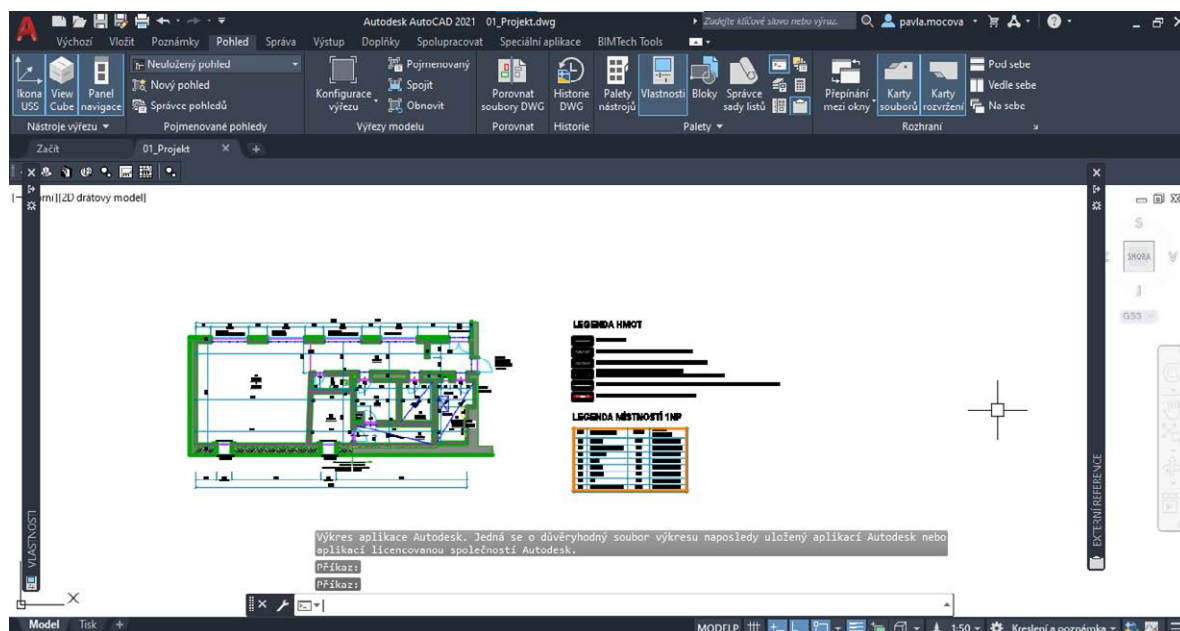 Autodesk AutoCAD 2021 01_Projekt.dwg
Zadejte klíčové slovo nebo výraz.
pavla.mocova
Výchozí Vložit Poznámky Pohled Správa Výstup Doplňky Spolupracovat Speciální aplikace BIMTech Tools
Ikona USS
View Cube
Panel navigace
Nástroje výřezu
Neuložený pohled
Nový pohled
Správce pohledů
Pojmenované pohledy
Konfigurace výřezu
Pojmenovaný
Spojit
Obnovit
Výřezy modelu
Porovnat soubory DWG
Porovnat
Historie DWG
Historie
Palety nástrojů
Vlastnosti
Bloky
Správce sady listů
Palety
Přepínání mezi okny
Karty souborů
Karty rozvržení
Pod sebe
Vedle sebe
Na sebe
Rozhraní
Začít
01_Projekt
2D drátový model]
S
SHORA
V
J
GSS
LEGENDA HMOT
LEGENDA MÍSTNOSTÍ 1NP
VLASTNOSTI
EXTERNÍ REFERENCE
Výkres aplikace Autodesk. Jedná se o důvěryhodný soubor výkresu naposledy uložený aplikací Autodesk nebo
aplikací licencovanou společností Autodesk.
Příkaz:
Příkaz:
X
Model Tisk
MODELP 1:50 Kreslení a poznámka